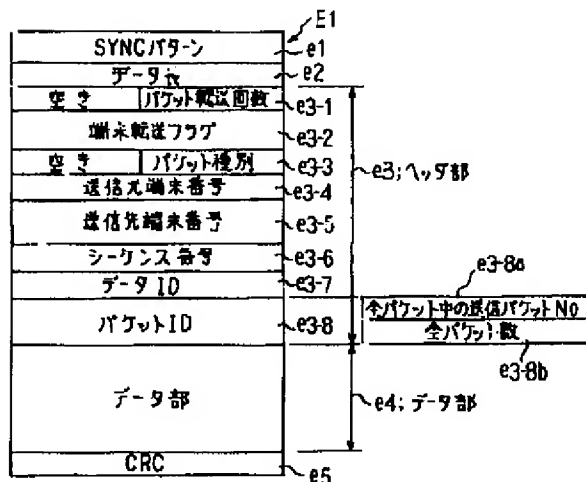 E1
SYNCパターン e1
データ長 e2
空き パケット転送回数 e3-1
端末転送フラグ e3-2
空き パケット種別 e3-3
送信元端末番号 e3-4
送信先端末番号 e3-5
シーケンス番号 e3-6
データID e3-7
パケットID e3-8
e3;ヘッダ部
e3-8a
全パケット中の送信パケットNo
全パケット数
e3-8b
データ部
e4;データ部
CRC e5